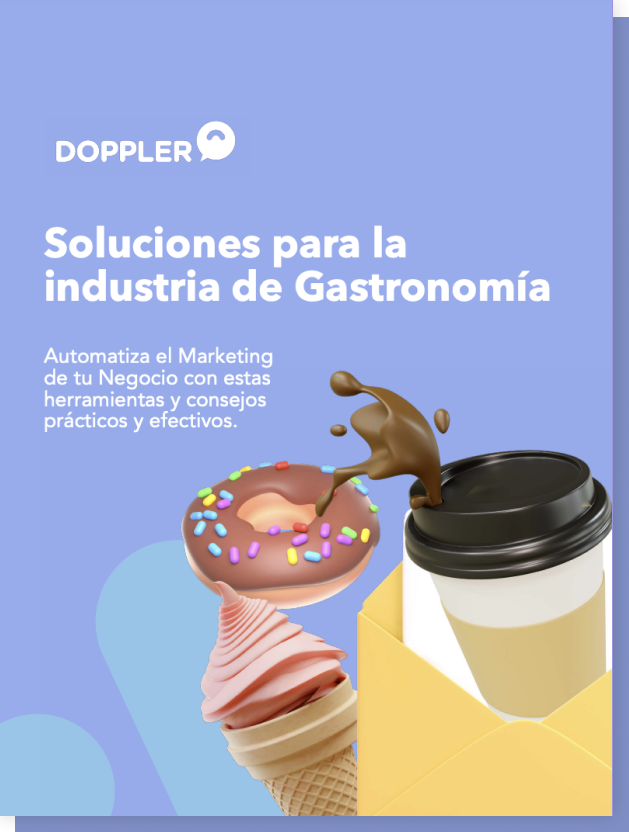 DOPPLER
Soluciones para la
industria de Gastronomía
Automatiza el Marketing
de tu Negocio con estas
herramientas y consejos
prácticos y efectivos.